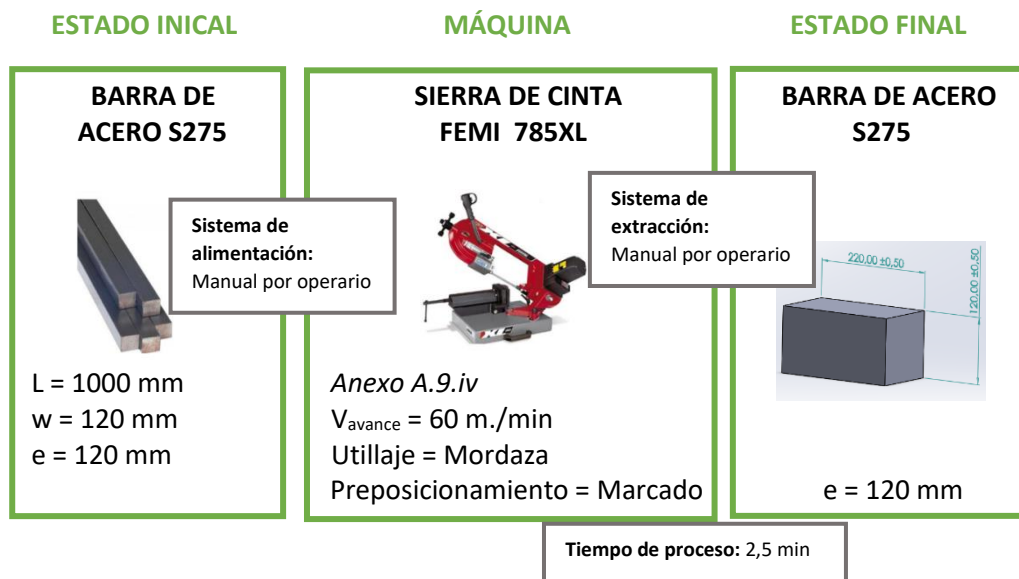 ESTADO INICAL
MÁQUINA
ESTADO FINAL
BARRA DE
ACERO S275
Sistema de
alimentación:
Manual por operario
L = 1000 mm
w = 120 mm
e = 120 mm
SIERRA DE CINTA
FEMI 785XL
Sistema de
extracción:
Manual por operario
Anexo A.9.iv
Vavance = 60 m./min
Utillaje = Mordaza
Preposicionamiento = Marcado
BARRA DE ACERO
S275
220,00 ±0,50
120,00 ±0,50
e = 120 mm
Tiempo de proceso: 2,5 min